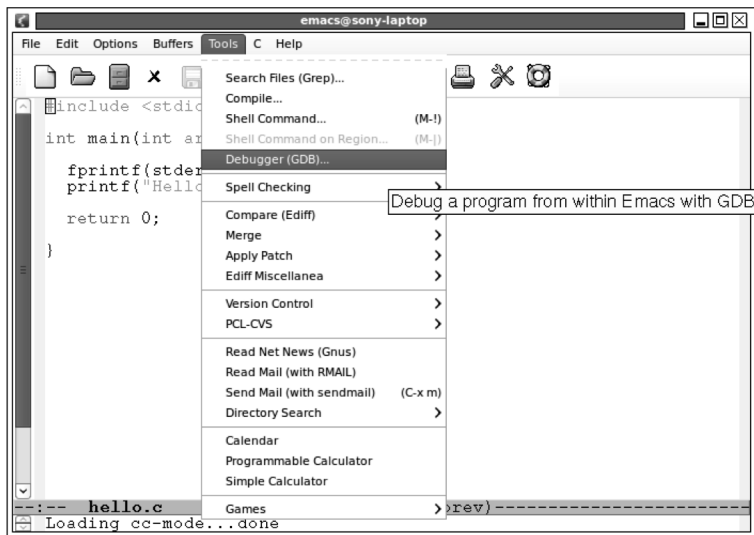 emacs@sony-laptop
File Edit Options Buffers Tools C Help
Search Files (Grep)...
Compile...
Shell Command... (M-!)
Shell Command on Region... (M-|)
Debugger (GDB)...
Debug a program from within Emacs with GDB
Spell Checking
Compare (Ediff)
Merge
Apply Patch
Ediff Miscellanea
Version Control
PCL-CVS
Read Net News (Gnus)
Read Mail (with RMAIL)
Send Mail (with sendmail) (C-x m)
Directory Search
Calendar
Programmable Calculator
Simple Calculator
Games
#include <stdio
int main(int ar
fprintf(stder
printf("Hello
return 0;
}
--:-- hello.c prev)------------------------
Loading cc-mode...done